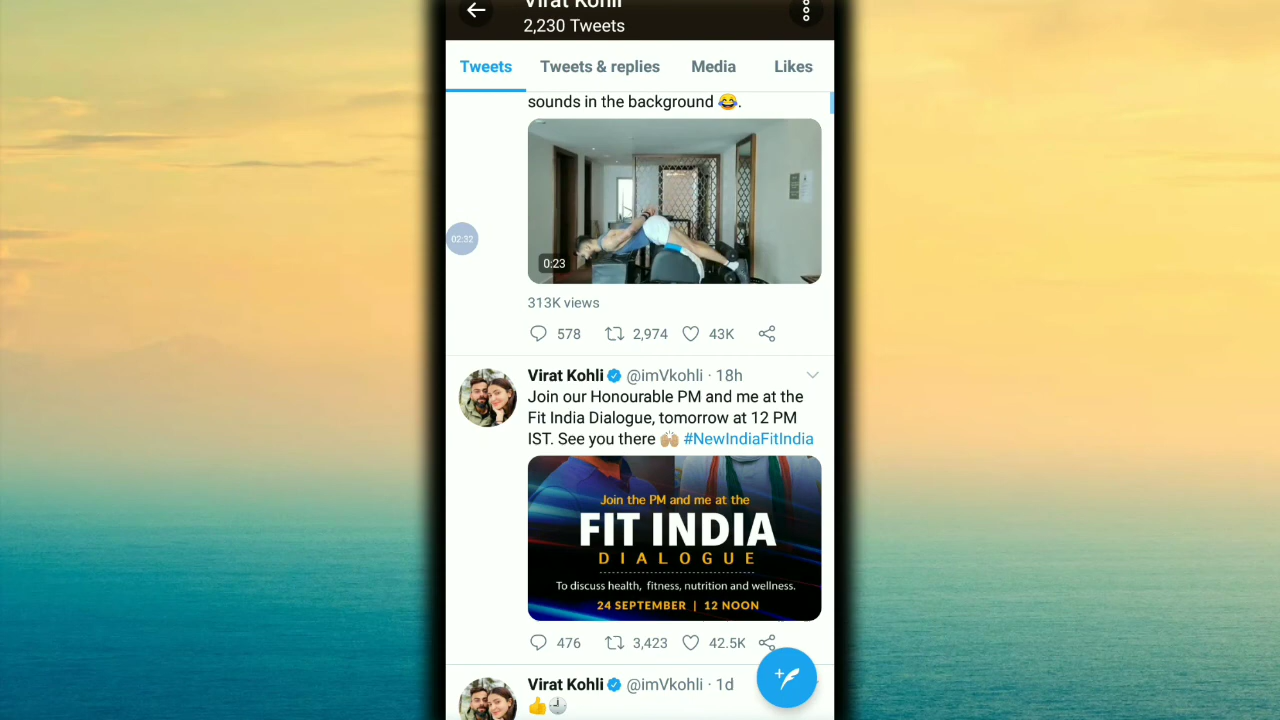 Virat Kohli
2,230 Tweets
Tweets Tweets & replies Media Likes
sounds in the background 😂.
02:32
0:23
313K views
578 2,974 43K
Virat Kohli @imVkohli · 18h
Join our Honourable PM and me at the
Fit India Dialogue, tomorrow at 12 PM
IST. See you there 🙌🏼 #NewIndiaFitIndia
Join the PM and me at the
FIT INDIA
DIALOGUE
To discuss health, fitness, nutrition and wellness.
24 SEPTEMBER | 12 NOON
476 3,423 42.5K
Virat Kohli @imVkohli · 1d
👍🕘